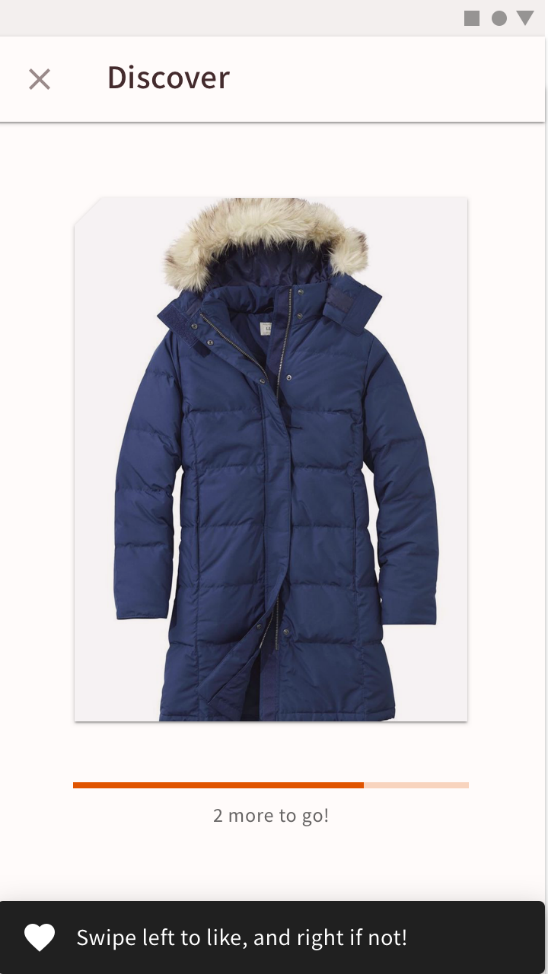 Discover
2 more to go!
Swipe left to like, and right if not!